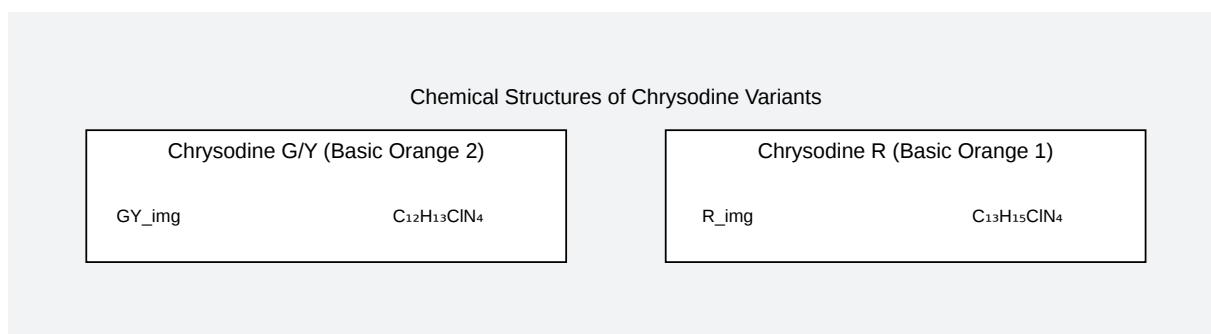 Chemical Structures of Chrysodine Variants
Chrysodine G/Y (Basic Orange 2)
GY_img C₁₂H₁₃ClN₄
Chrysodine R (Basic Orange 1)
R_img C₁₃H₁₅ClN₄